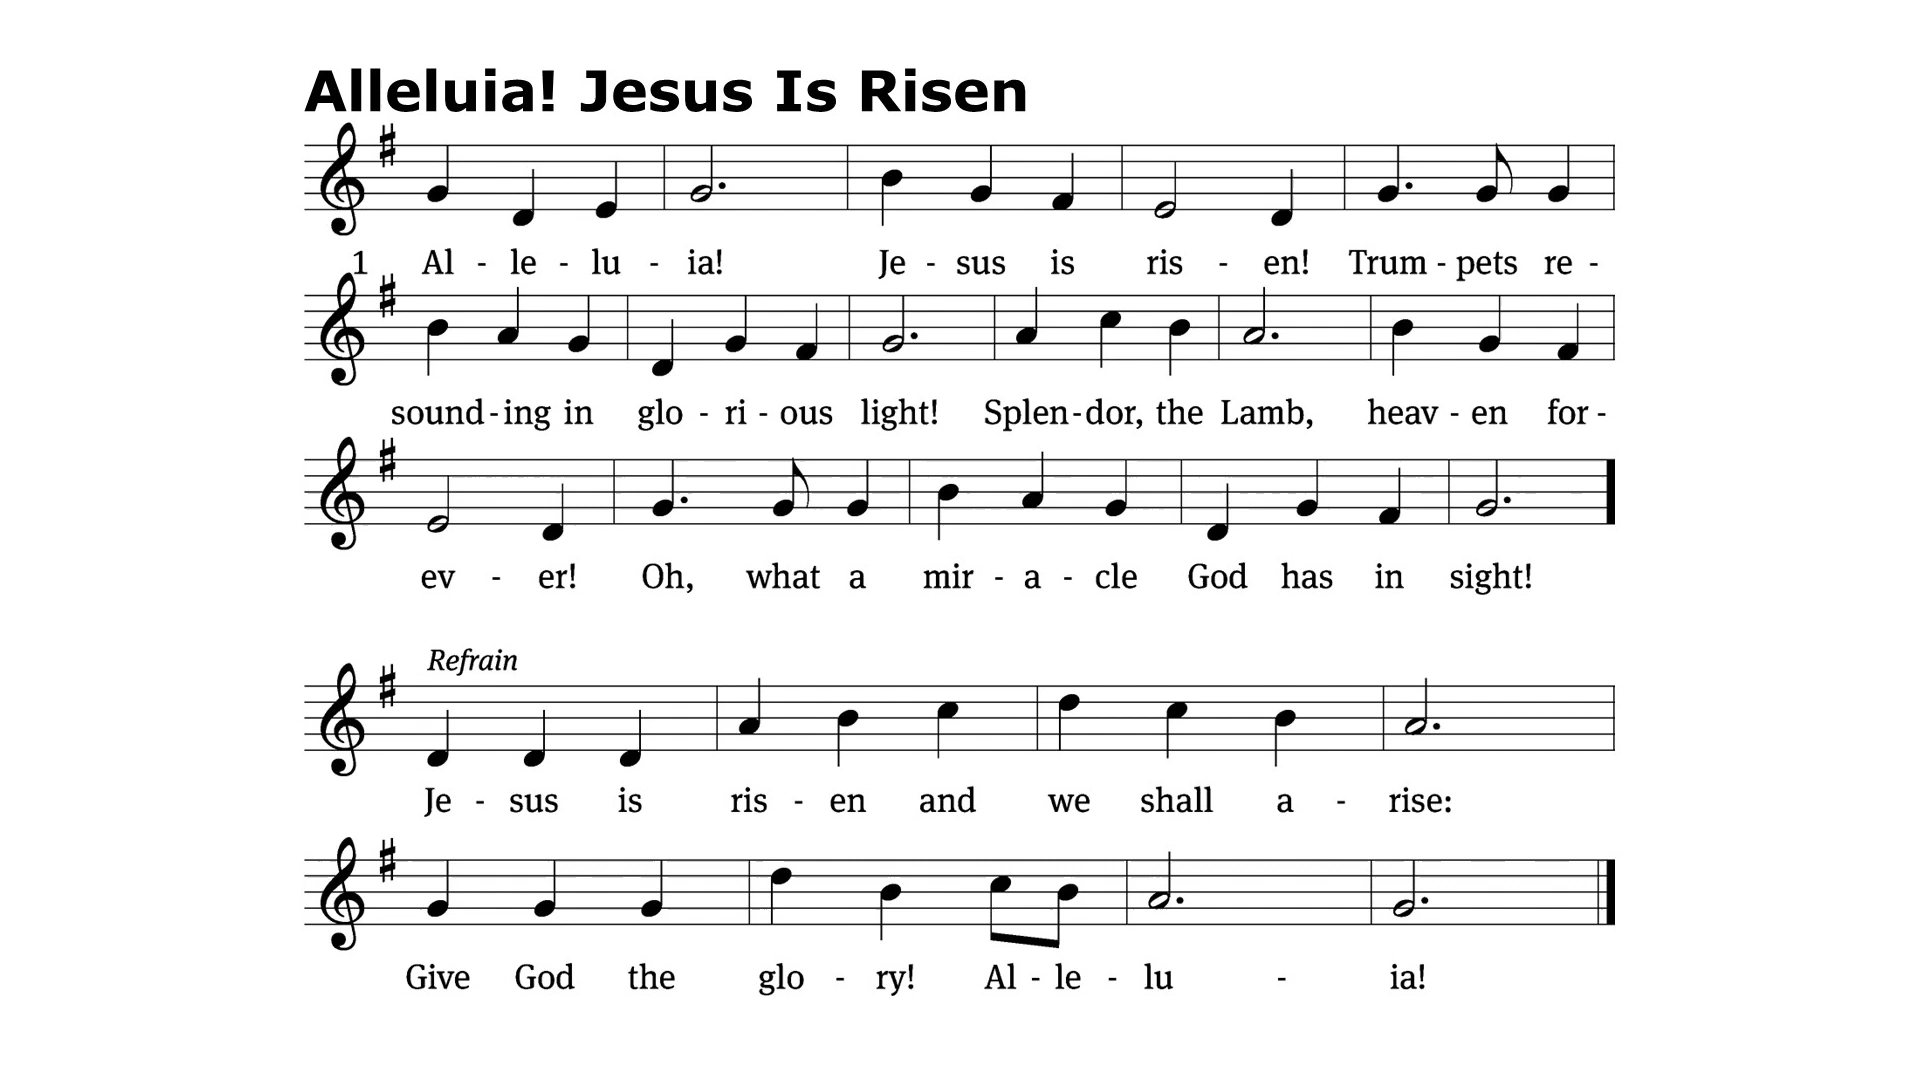 Alleluia! Jesus Is Risen
1 Al - le - lu - ia! Je - sus is ris - en! Trum - pets re -
sound - ing in glo - ri - ous light! Splen - dor, the Lamb, heav - en for -
ev - er! Oh, what a mir - a - cle God has in sight!
Refrain
Je - sus is ris - en and we shall a - rise:
Give God the glo - ry! Al - le - lu - ia!